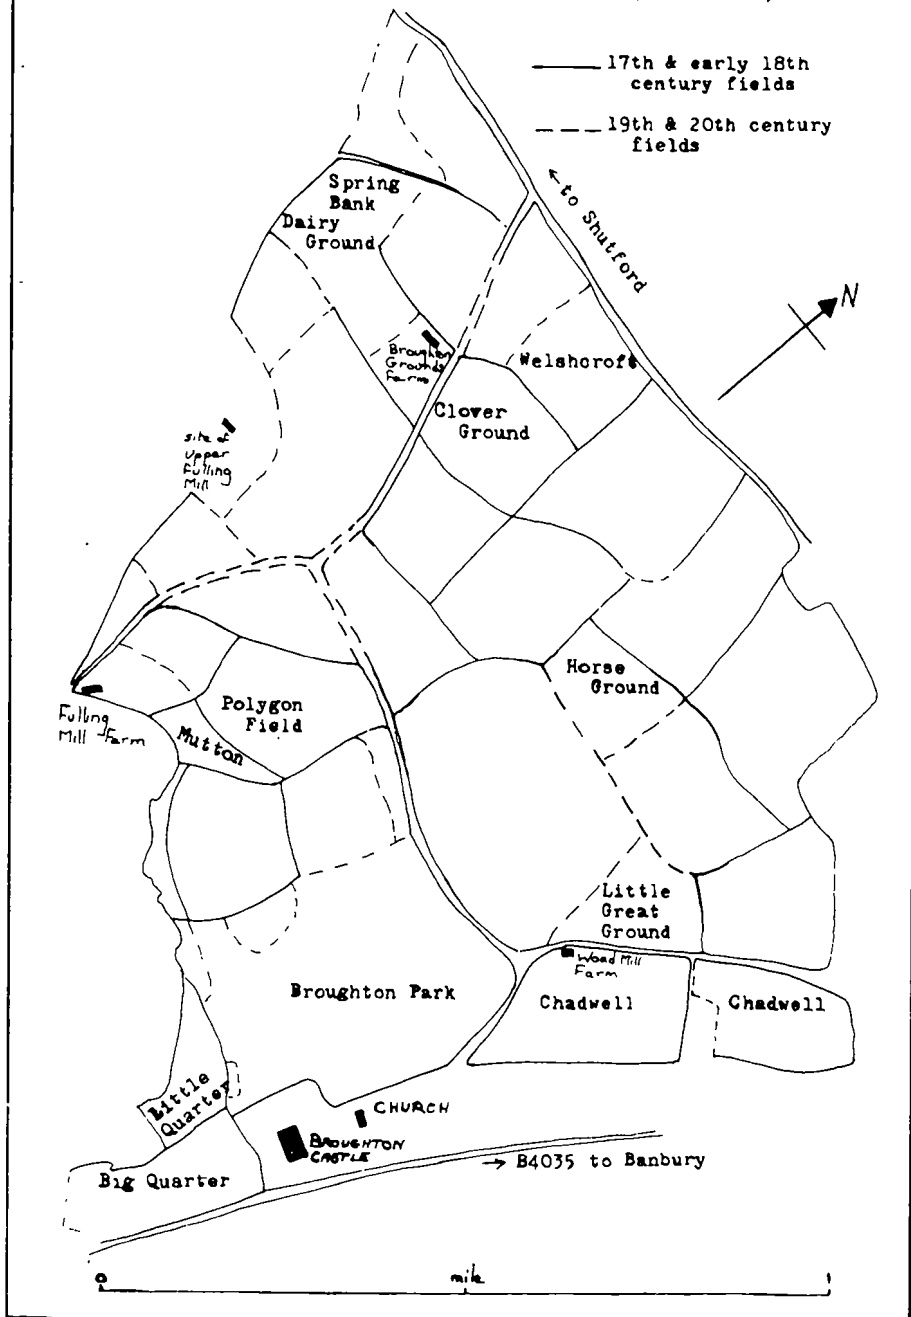 17th & early 18th
century fields
19th & 20th century
fields
← to Shutford
N
Spring
Bank
Dairy
Ground
Broughton
Grounds
Farm
Welshcroft
Clover
Ground
site of
upper
Fulling
Mill
Horse
Ground
Polygon
Field
Fulling
Mill Farm
Mutton
Little
Great
Ground
Woad Mill
Farm
Broughton Park
Chadwell
Chadwell
Little
Quarter
CHURCH
BROUGHTON
CASTLE
→ B4035 to Banbury
Big Quarter
0 mile 1